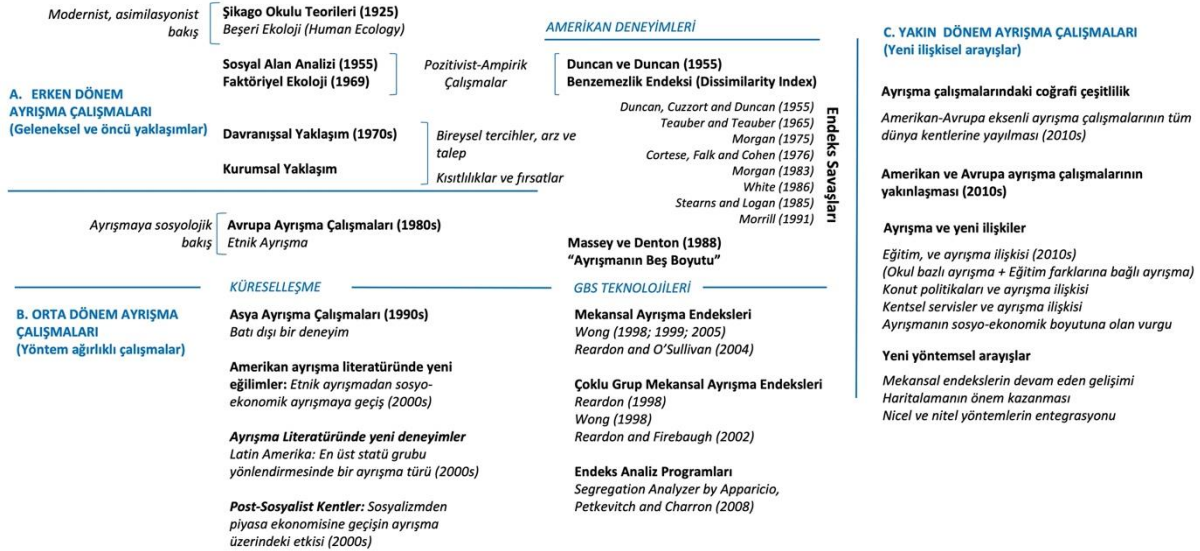 Modernist, asimilasyonist
bakış
Şikago Okulu Teorileri (1925)
Beşeri Ekoloji (Human Ecology)
Sosyal Alan Analizi (1955)
Faktöriyel Ekoloji (1969)
Pozitivist-Ampirik
Çalışmalar
A. ERKEN DÖNEM
AYRIŞMA ÇALIŞMALARI
(Geleneksel ve öncü yaklaşımlar)
Davranışsal Yaklaşım (1970s)
Kurumsal Yaklaşım
Bireysel tercihler, arz ve
talep
Kısıtlılıklar ve fırsatlar
Ayrışmaya sosyolojik
bakış
Avrupa Ayrışma Çalışmaları (1980s)
Etnik Ayrışma
AMERİKAN DENEYİMLERİ
Duncan ve Duncan (1955)
Benzemezlik Endeksi (Dissimilarity Index)
Duncan, Cuzzort and Duncan (1955)
Teauber and Teauber (1965)
Morgan (1975)
Cortese, Falk and Cohen (1976)
Morgan (1983)
White (1986)
Stearns and Logan (1985)
Morrill (1991)
Endeks Savaşları
Massey ve Denton (1988)
“Ayrışmanın Beş Boyutu”
B. ORTA DÖNEM AYRIŞMA
ÇALIŞMALARI
(Yöntem ağırlıklı çalışmalar)
KÜRESELLEŞME
Asya Ayrışma Çalışmaları (1990s)
Batı dışı bir deneyim
Amerikan ayrışma literatüründe yeni
eğilimler: Etnik ayrışmadan sosyo-
ekonomik ayrışmaya geçiş (2000s)
Ayrışma Literatüründe yeni deneyimler
Latin Amerika: En üst statü grubu
yönlendirmesinde bir ayrışma türü (2000s)
Post-Sosyalist Kentler: Sosyalizmden
piyasa ekonomisine geçişin ayrışma
üzerindeki etkisi (2000s)
GBS TEKNOLOJİLERİ
Mekansal Ayrışma Endeksleri
Wong (1998; 1999; 2005)
Reardon and O’Sullivan (2004)
Çoklu Grup Mekansal Ayrışma Endeksleri
Reardon (1998)
Wong (1998)
Reardon and Firebaugh (2002)
Endeks Analiz Programları
Segregation Analyzer by Apparicio,
Petkevitch and Charron (2008)
C. YAKIN DÖNEM AYRIŞMA ÇALIŞMALARI
(Yeni ilişkisel arayışlar)
Ayrışma çalışmalarındaki coğrafi çeşitlilik
Amerikan-Avrupa eksenli ayrışma çalışmalarının tüm
dünya kentlerine yayılması (2010s)
Amerikan ve Avrupa ayrışma çalışmalarının
yakınlaşması (2010s)
Ayrışma ve yeni ilişkiler
Eğitim, ve ayrışma ilişkisi (2010s)
(Okul bazlı ayrışma + Eğitim farklarına bağlı ayrışma)
Konut politikaları ve ayrışma ilişkisi
Kentsel servisler ve ayrışma ilişkisi
Ayrışmanın sosyo-ekonomik boyutuna olan vurgu
Yeni yöntemsel arayışlar
Mekansal endekslerin devam eden gelişimi
Haritalamanın önem kazanması
Nicel ve nitel yöntemlerin entegrasyonu